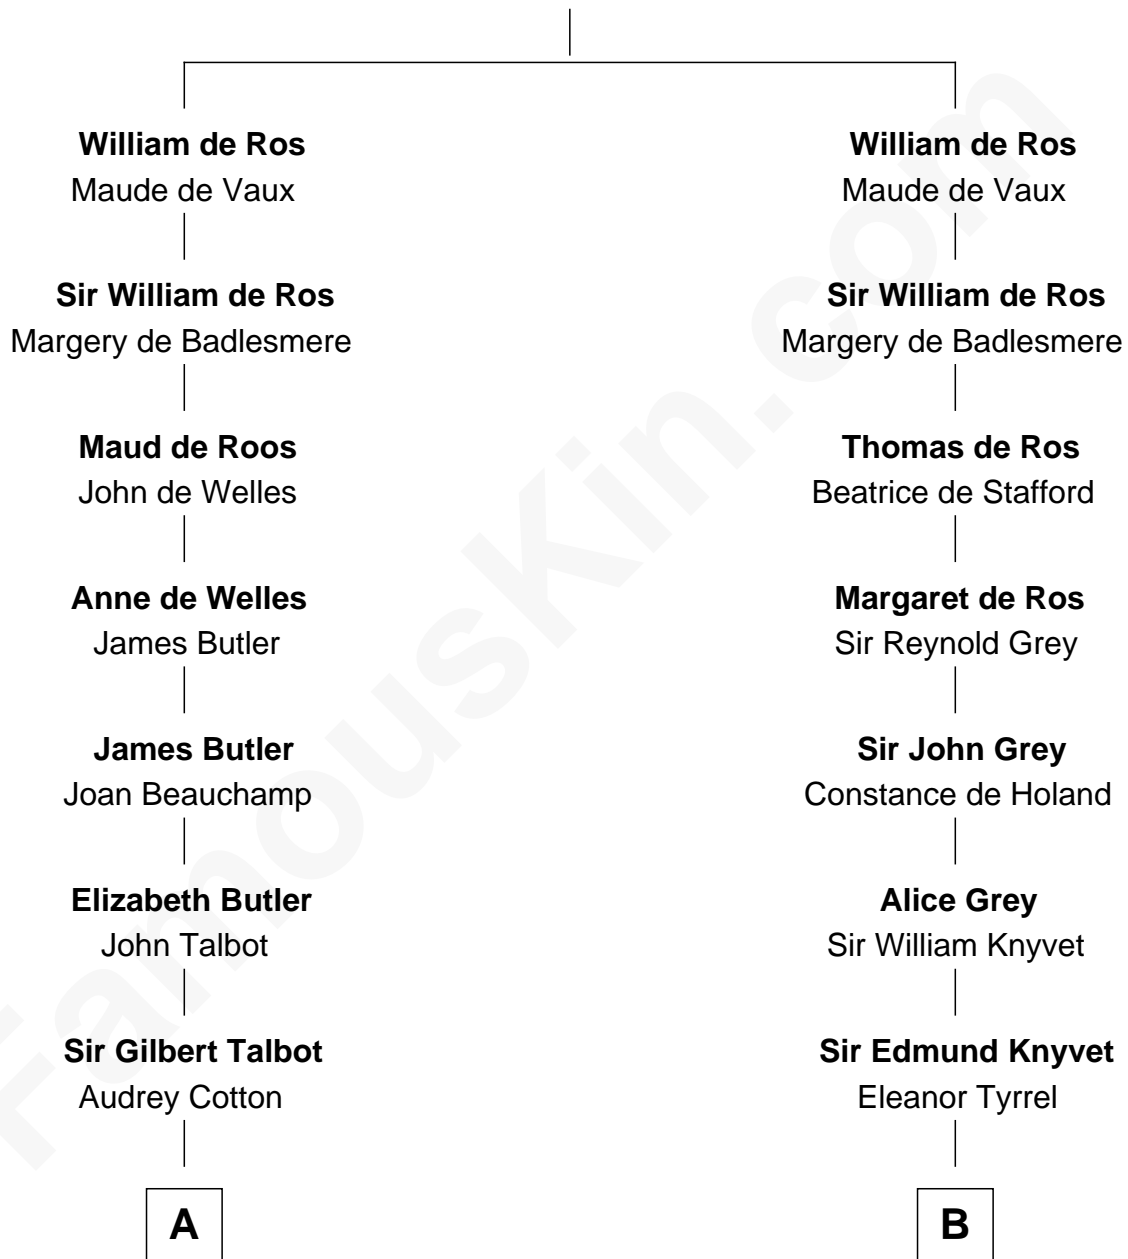 William de Ros
Maude de Vaux
Sir William de Ros
Margery de Badlesmere
Maud de Roos
John de Welles
Anne de Welles
James Butler
James Butler
Joan Beauchamp
Elizabeth Butler
John Talbot
Sir Gilbert Talbot
Audrey Cotton
A
William de Ros
Maude de Vaux
Sir William de Ros
Margery de Badlesmere
Thomas de Ros
Beatrice de Stafford
Margaret de Ros
Sir Reynold Grey
Sir John Grey
Constance de Holand
Alice Grey
Sir William Knyvet
Sir Edmund Knyvet
Eleanor Tyrrel
B
FamousKin.com